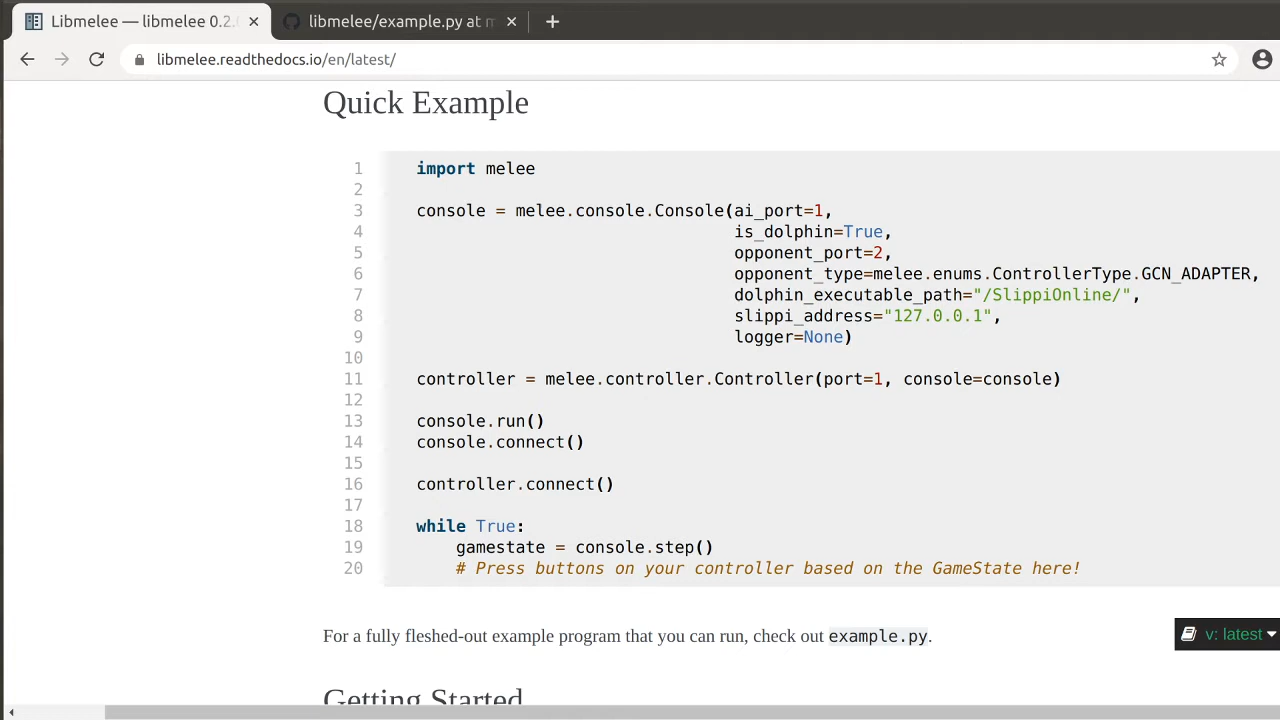 Libmelee — libmelee 0.2.
libmelee/example.py at m
libmelee.readthedocs.io/en/latest/
Quick Example
1 import melee
2
3 console = melee.console.Console(ai_port=1,
4 is_dolphin=True,
5 opponent_port=2,
6 opponent_type=melee.enums.ControllerType.GCN_ADAPTER,
7 dolphin_executable_path="/SlippiOnline/",
8 slippi_address="127.0.0.1",
9 logger=None)
10
11 controller = melee.controller.Controller(port=1, console=console)
12
13 console.run()
14 console.connect()
15
16 controller.connect()
17
18 while True:
19 gamestate = console.step()
20 # Press buttons on your controller based on the GameState here!
For a fully fleshed-out example program that you can run, check out example.py.
v: latest
Getting Started